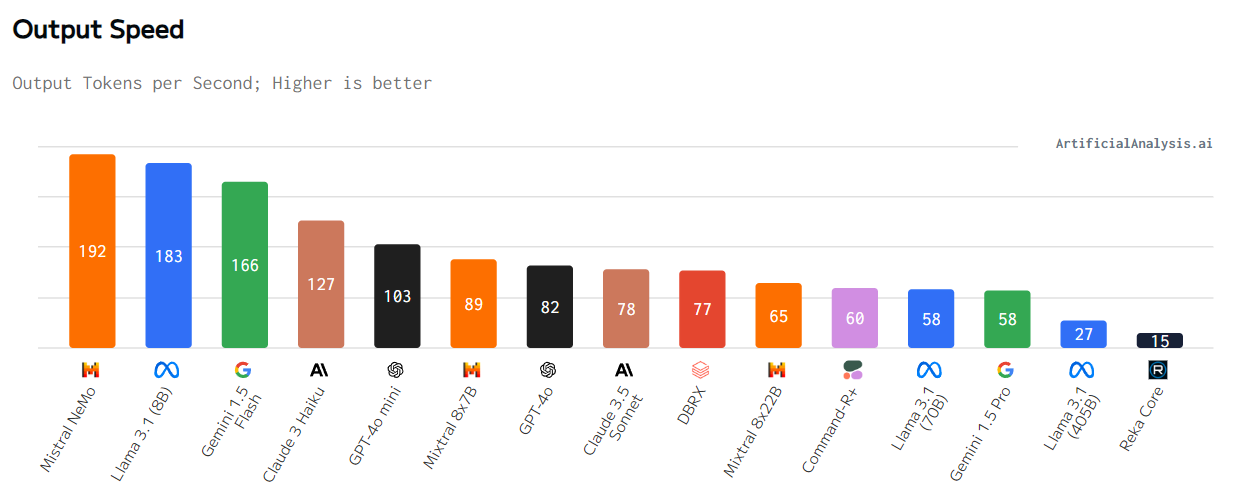 Output Speed
Output Tokens per Second; Higher is better
ArtificialAnalysis.ai
192
183
166
127
103
89
82
78
77
65
60
58
58
27
15
Mistral NeMo
Llama 3.1 (8B)
Gemini 1.5
Flash
Claude 3 Haiku
GPT-4o mini
Mixtral 8x7B
GPT-4o
Claude 3.5
Sonnet
DBRX
Mixtral 8x22B
Command-R+
Llama 3.1
(70B)
Gemini 1.5 Pro
Llama 3.1
(405B)
Reka Core